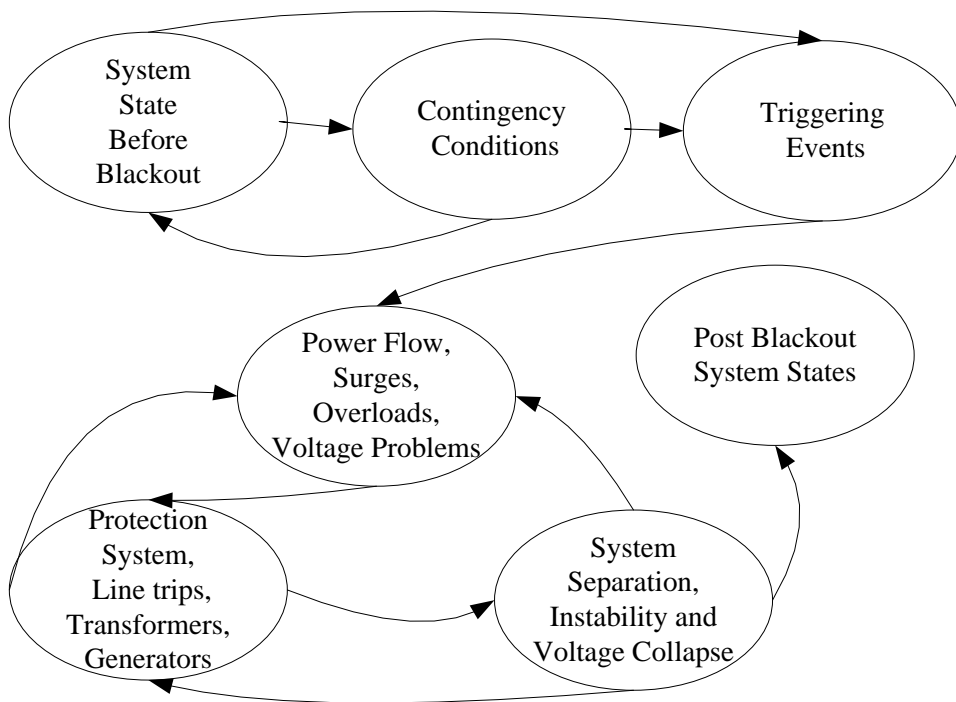 System
State
Before
Blackout
Contingency
Conditions
Triggering
Events
Power Flow,
Surges,
Overloads,
Voltage Problems
Post Blackout
System States
Protection
System,
Line trips,
Transformers,
Generators
System
Separation,
Instability and
Voltage Collapse